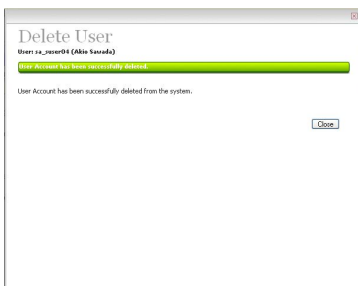 Delete User
User: sa_suser04 (Akio Sawada)
User Account has been successfully deleted.
User Account has been successfully deleted from the system.
Close